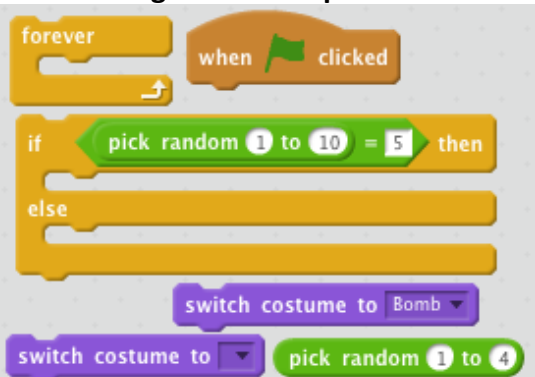 forever
when clicked
if pick random 1 to 10 = 5 then
else
switch costume to Bomb
switch costume to pick random 1 to 4